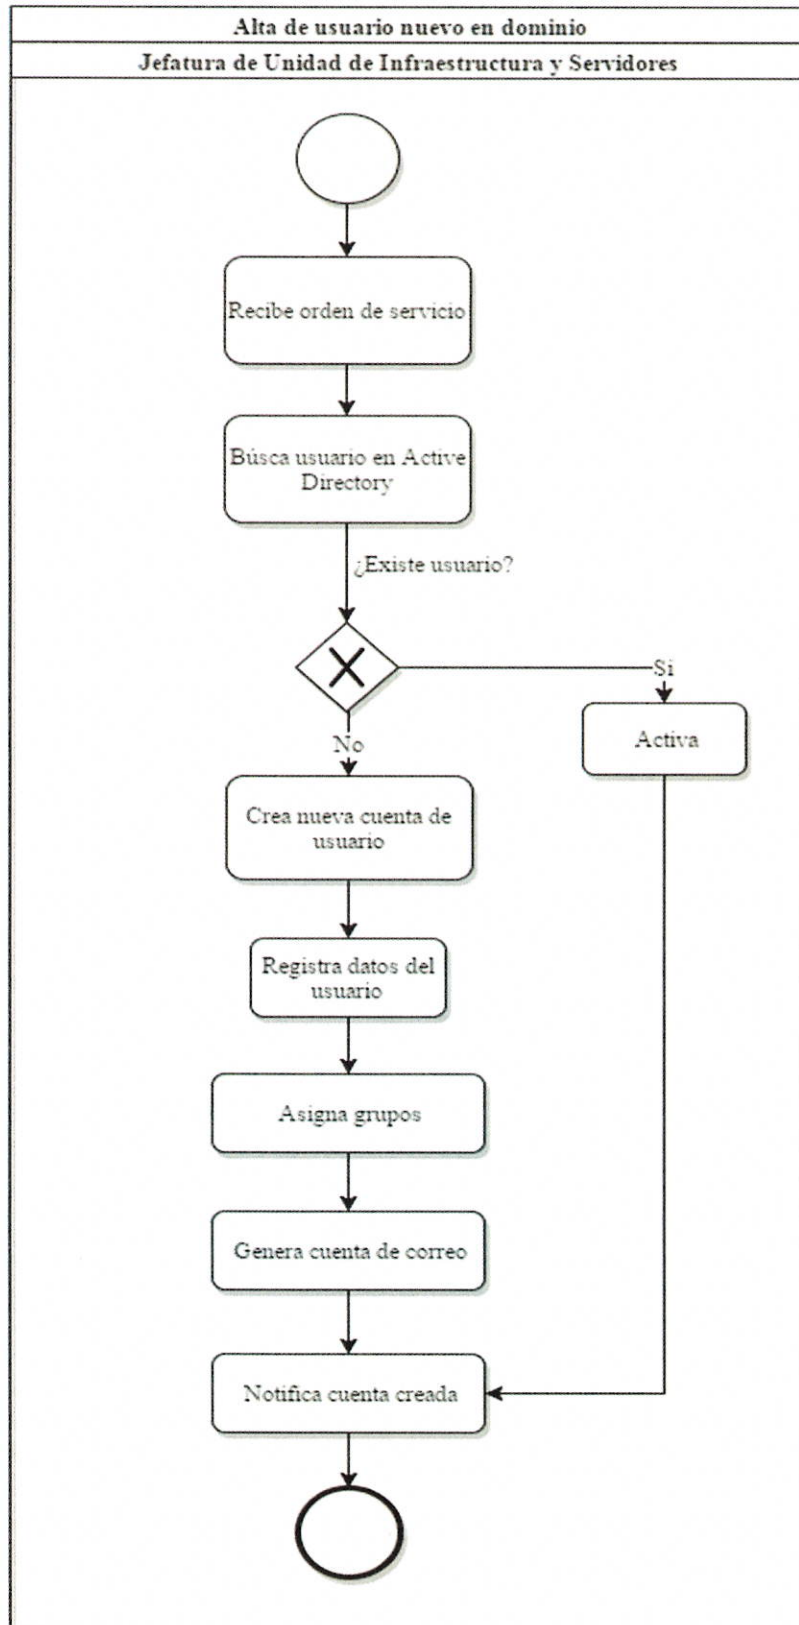 Alta de usuario nuevo en dominio
Jefatura de Unidad de Infraestructura y Servidores
Recibe orden de servicio
Búsca usuario en Active
Directory
¿Existe usuario?
Si
No
Activa
Crea nueva cuenta de
usuario
Registra datos del
usuario
Asigna grupos
Genera cuenta de correo
Notifica cuenta creada